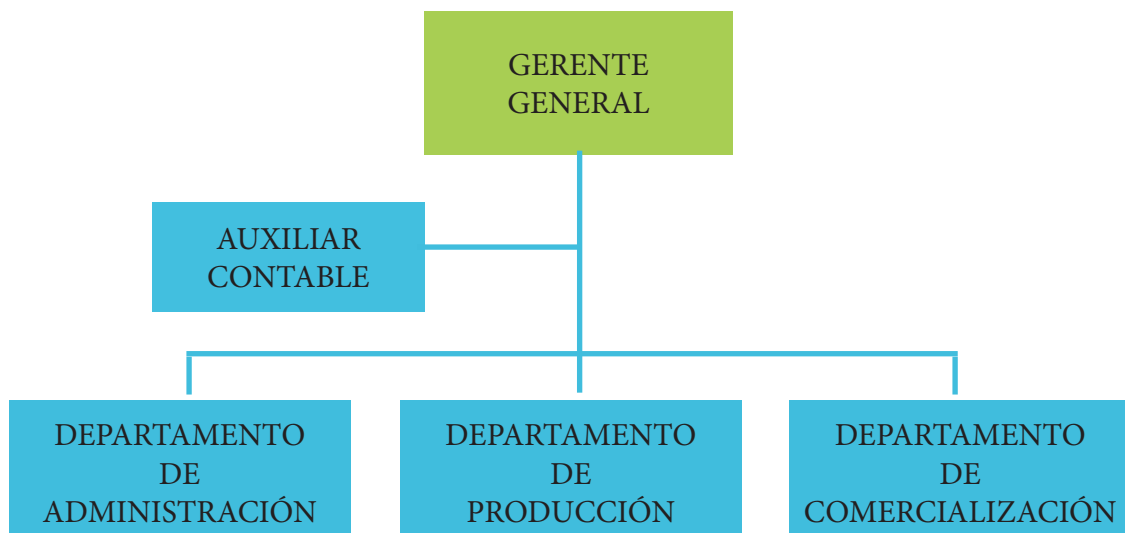 GERENTE
GENERAL
AUXILIAR
CONTABLE
DEPARTAMENTO
DE
ADMINISTRACIÓN
DEPARTAMENTO
DE
PRODUCCIÓN
DEPARTAMENTO
DE
COMERCIALIZACIÓN